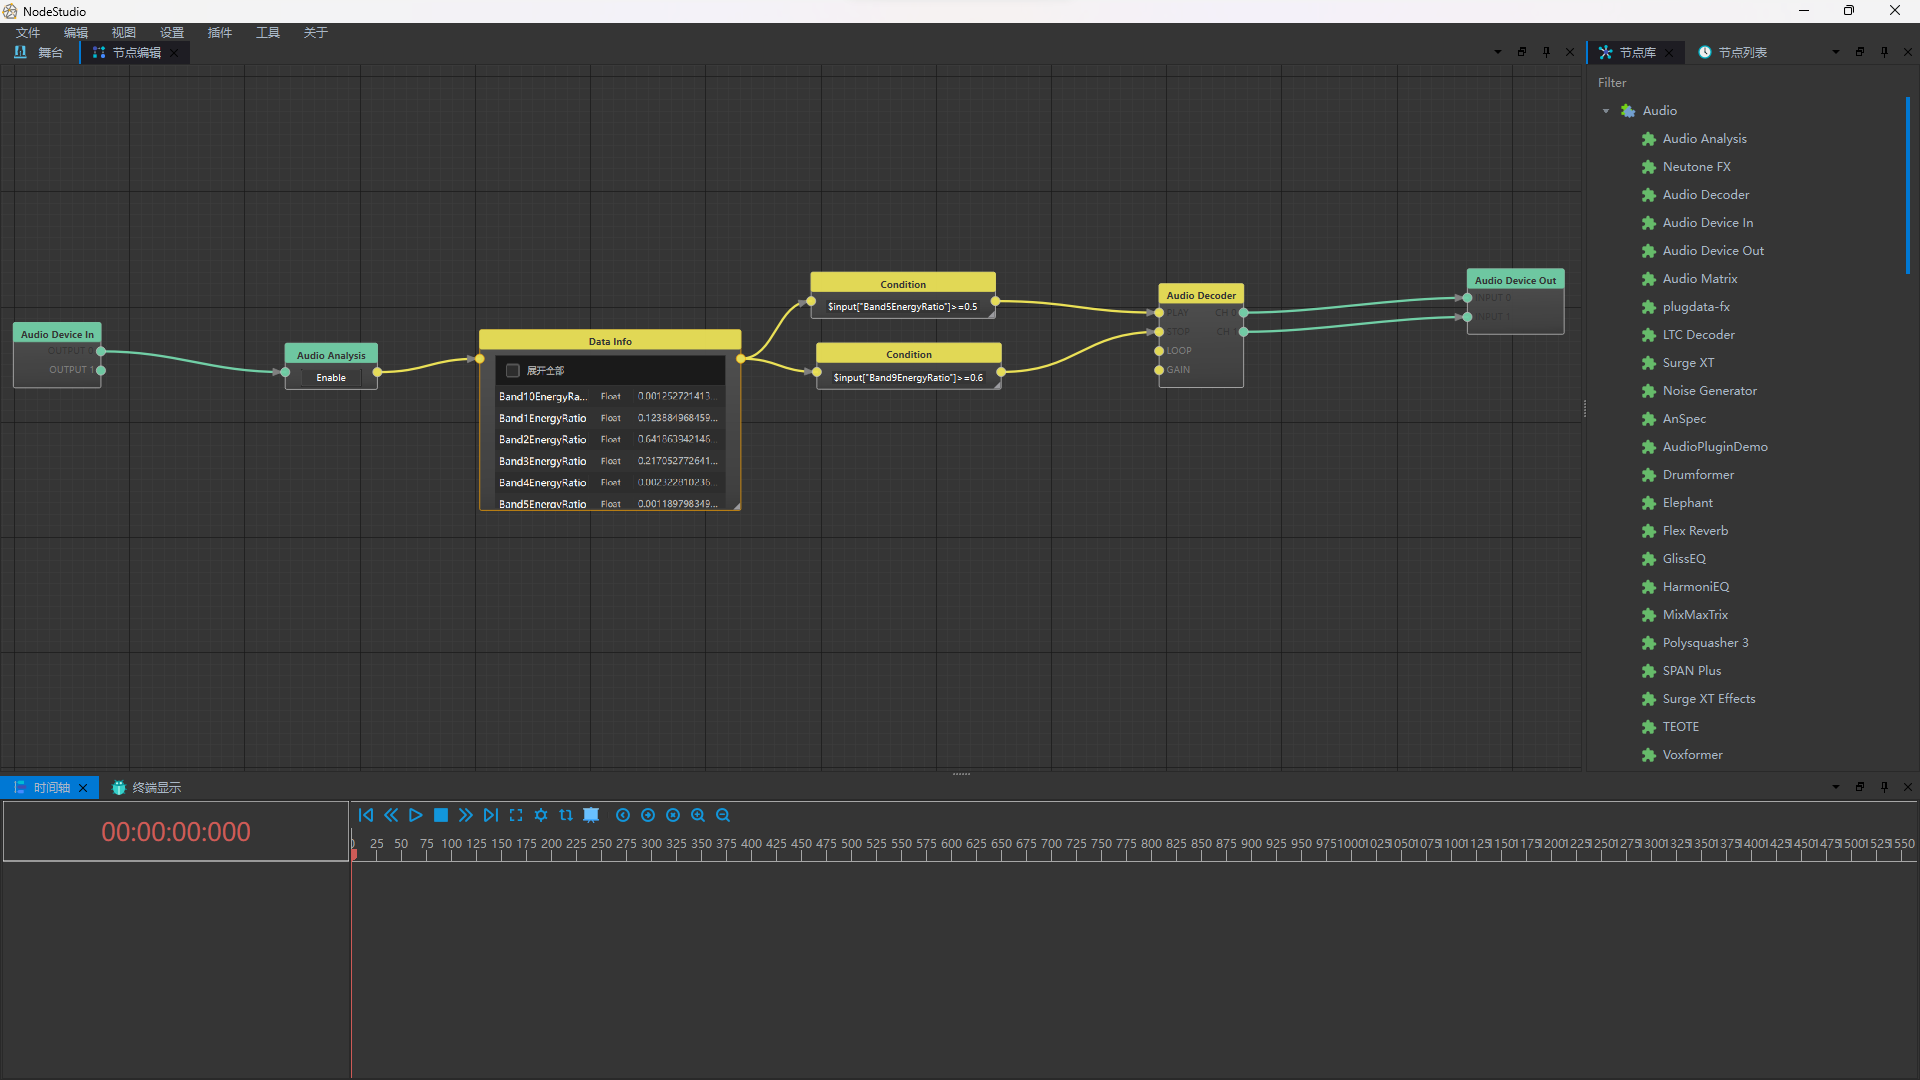 NodeStudio
文件 编辑 视图 设置 插件 工具 关于
舞台 节点编辑
节点库 节点列表
Filter
Audio
Audio Analysis
Neutone FX
Audio Decoder
Audio Device In
Audio Device Out
Audio Matrix
plugdata-fx
LTC Decoder
Surge XT
Noise Generator
AnSpec
AudioPluginDemo
Drumformer
Elephant
Flex Reverb
GlissEQ
HarmoniEQ
MixMaxTrix
Polysquasher 3
SPAN Plus
Surge XT Effects
TEOTE
Voxformer
Audio Device In
OUTPUT 0
OUTPUT 1
Audio Analysis
Enable
Data Info
展开全部
Band10EnergyRa... Float 0.001252721413...
Band1EnergyRatio Float 0.123884968459...
Band2EnergyRatio Float 0.641863942146...
Band3EnergyRatio Float 0.217052772641...
Band4EnergyRatio Float 0.002322810236...
Band5EnergyRatio Float 0.001189798349...
Condition
$input["Band5EnergyRatio"]>=0.5
Condition
$input["Band9EnergyRatio"]>=0.6
Audio Decoder
PLAY CH 0
STOP CH
LOOP
GAIN
Audio Device Out
INPUT 0
INPUT 1
时间轴 终端显示
00:00:00:000
0 25 50 75 100 125 150 175 200 225 250 275 300 325 350 375 400 425 450 475 500 525 550 575 600 625 650 675 700 725 750 775 800 825 850 875 900 925 950 975 1000 1025 1050 1075 1100 1125 1150 1175 1200 1225 1250 1275 1300 1325 1350 1375 1400 1425 1450 1475 1500 1525 1550